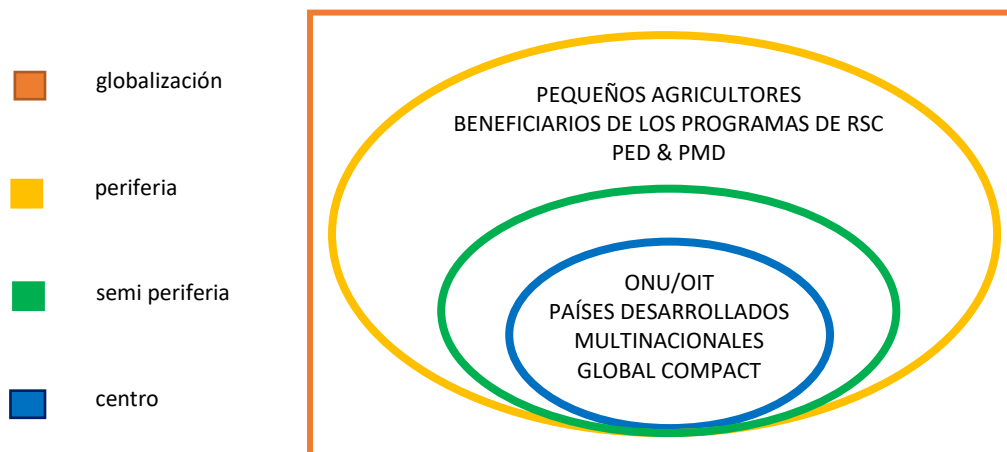 globalización
periferia
semi periferia
centro
PEQUEÑOS AGRICULTORES
BENEFICIARIOS DE LOS PROGRAMAS DE RSC
PED & PMD
ONU/OIT
PAÍSES DESARROLLADOS
MULTINACIONALES
GLOBAL COMPACT